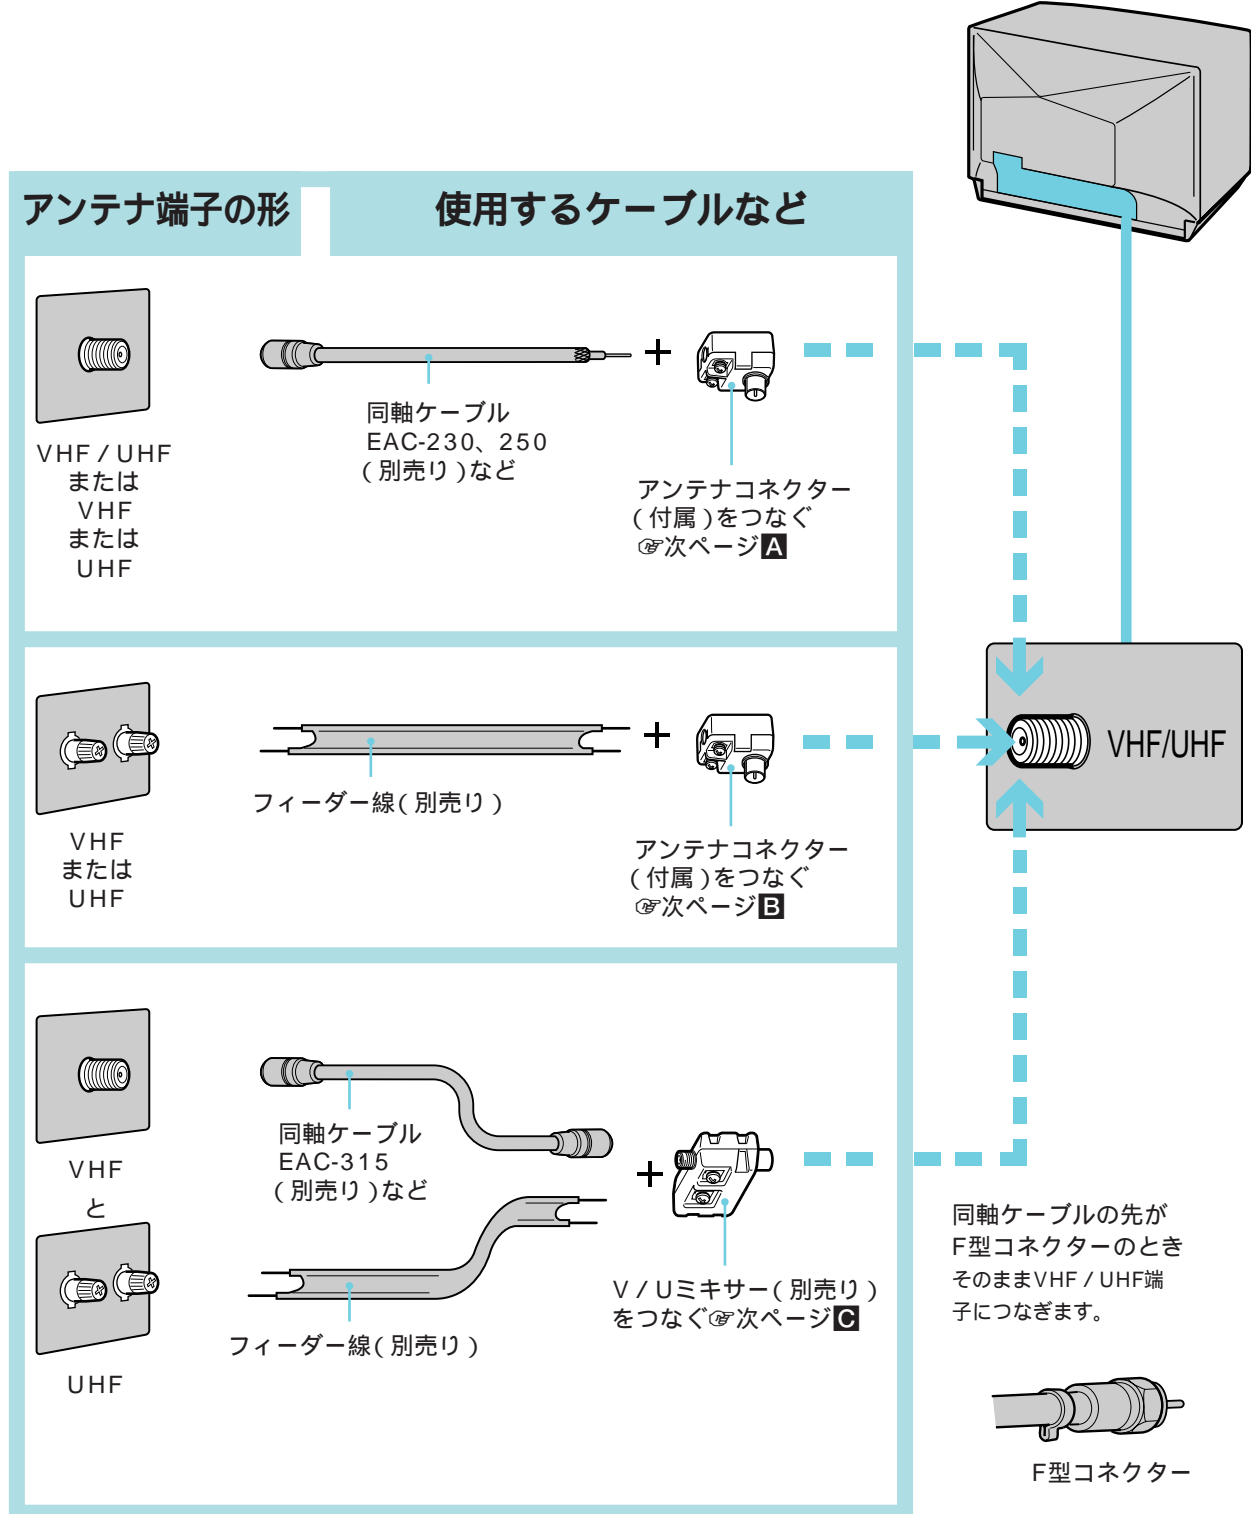 アンテナ端子の形
使用するケーブルなど
VHF/UHF
または
VHF
または
UHF
同軸ケーブル
EAC-230、250
(別売り)など
アンテナコネクター
(付属)をつなぐ
☞次ページA
VHF
または
UHF
フィーダー線(別売り)
アンテナコネクター
(付属)をつなぐ
☞次ページB
VHF/UHF
VHF
と
UHF
同軸ケーブル
EAC-315
(別売り)など
フィーダー線(別売り)
V/Uミキサー(別売り)
をつなぐ☞次ページC
同軸ケーブルの先が
F型コネクターのとき
そのままVHF/UHF端
子につなぎます。
F型コネクター